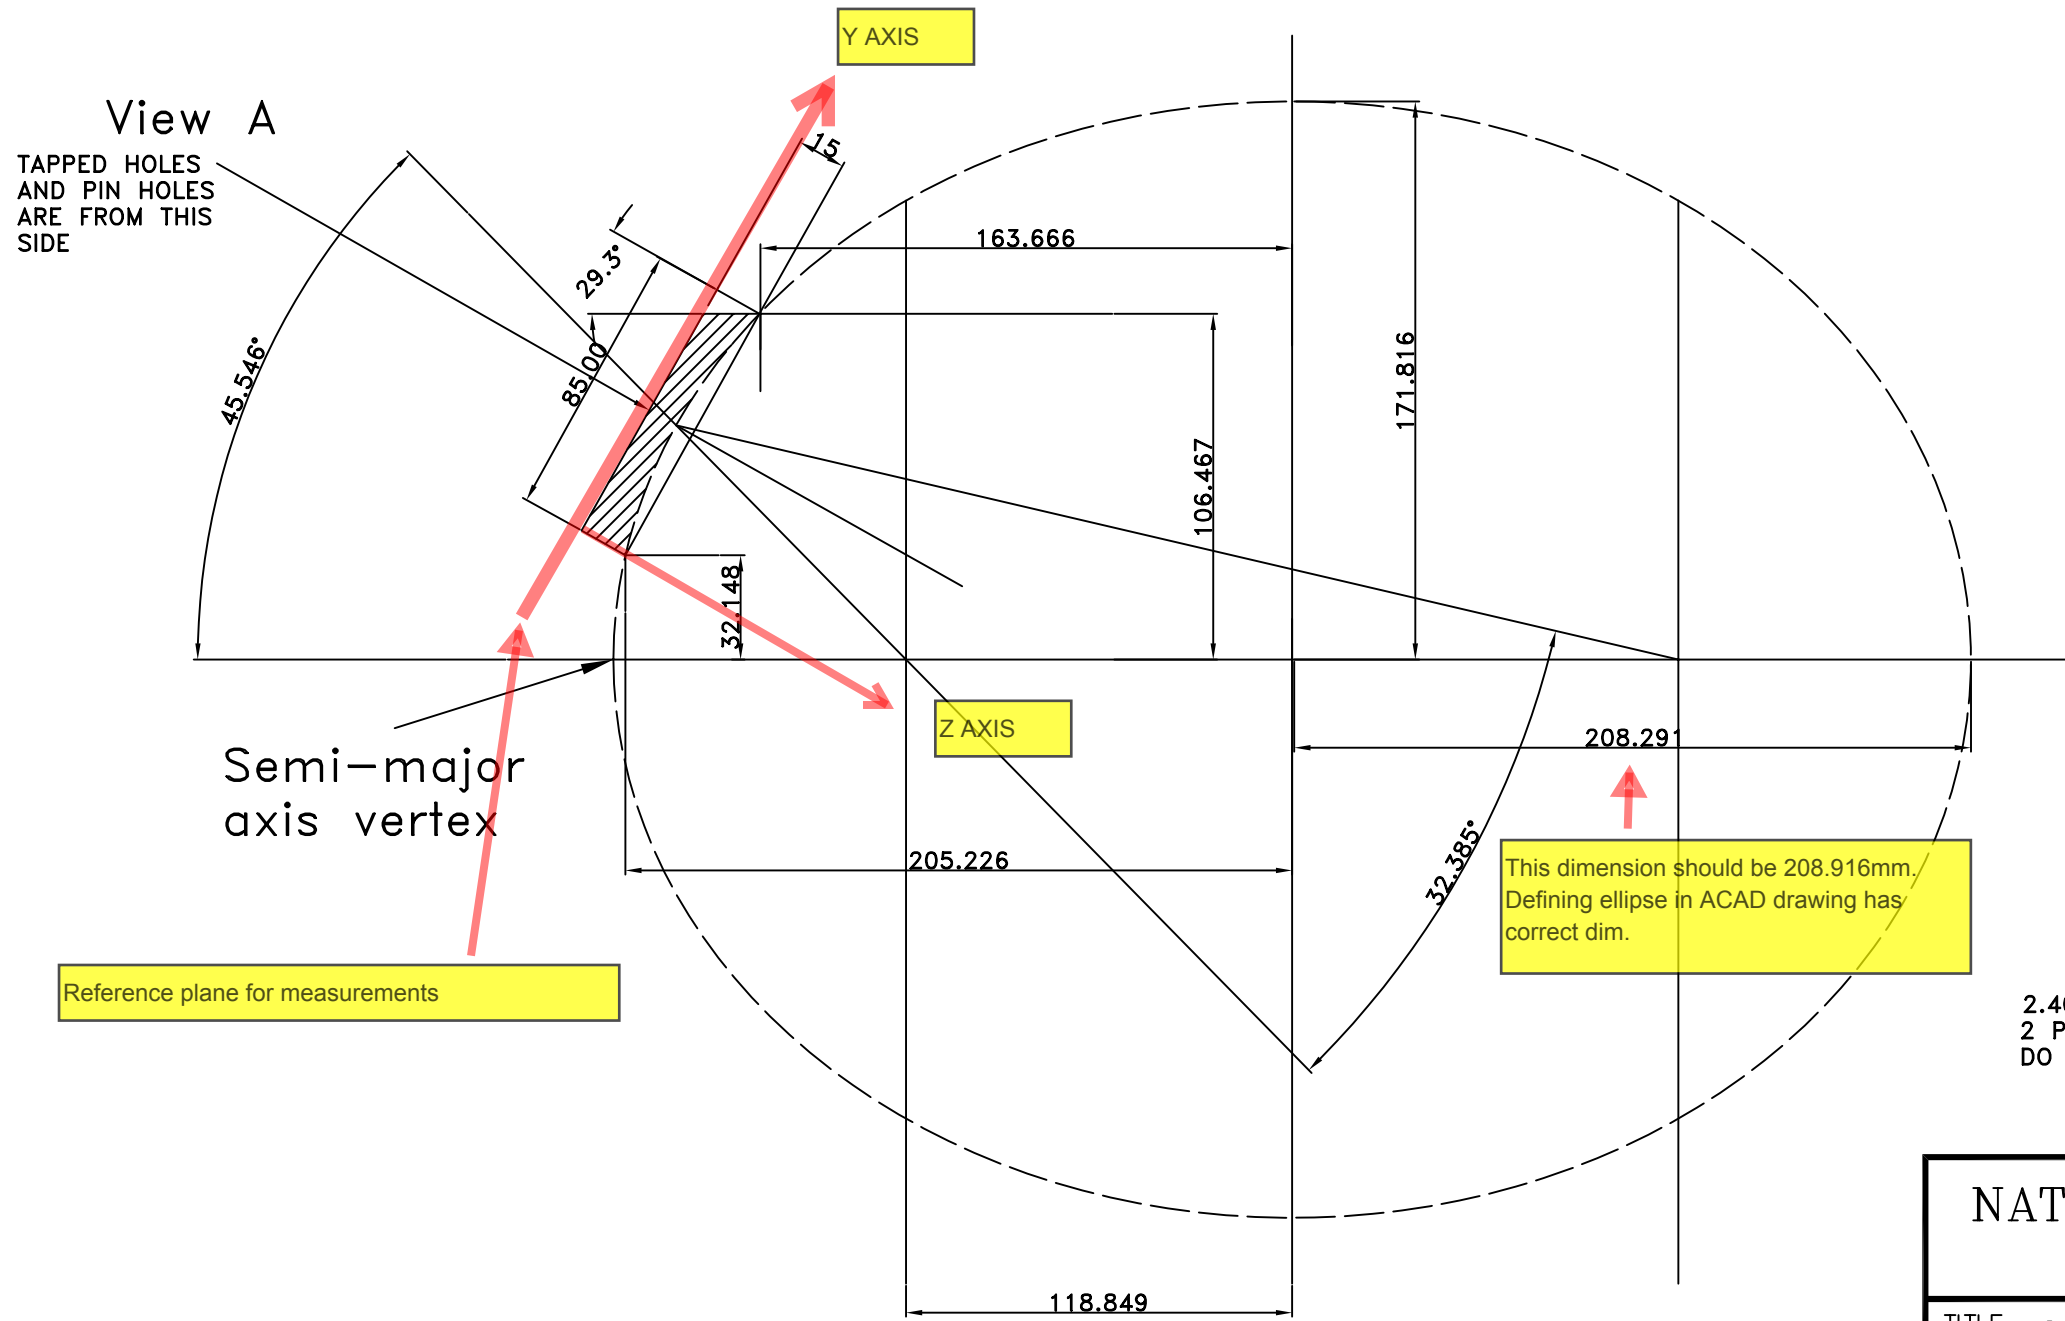 Y AXIS
View A
TAPPED HOLES
AND PIN HOLES
ARE FROM THIS
SIDE
15
163.666
29.3°
45.546°
85.00
171.816
106.467
32.148
Z AXIS
208.291
Semi-major
axis vertex
This dimension should be 208.916mm.
Defining ellipse in ACAD drawing has
correct dim.
32.385°
205.226
Reference plane for measurements
2 P
DO
NAT
118.849